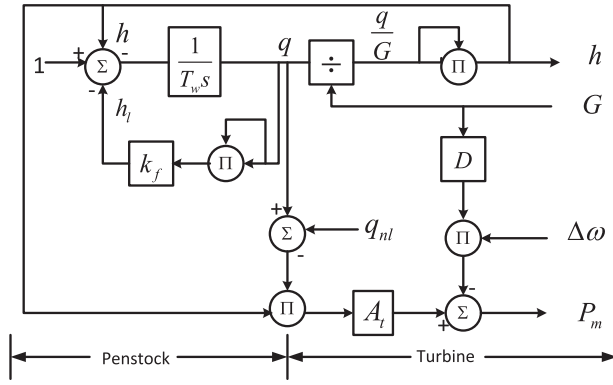 h
1
+
Σ
-
-
1
T_w s
q
÷
q
G
Π
h
G
h_l
k_f
Π
D
+
Σ
-
q_nl
Π
Δω
Π
A_t
+
Σ
-
P_m
Penstock
Turbine